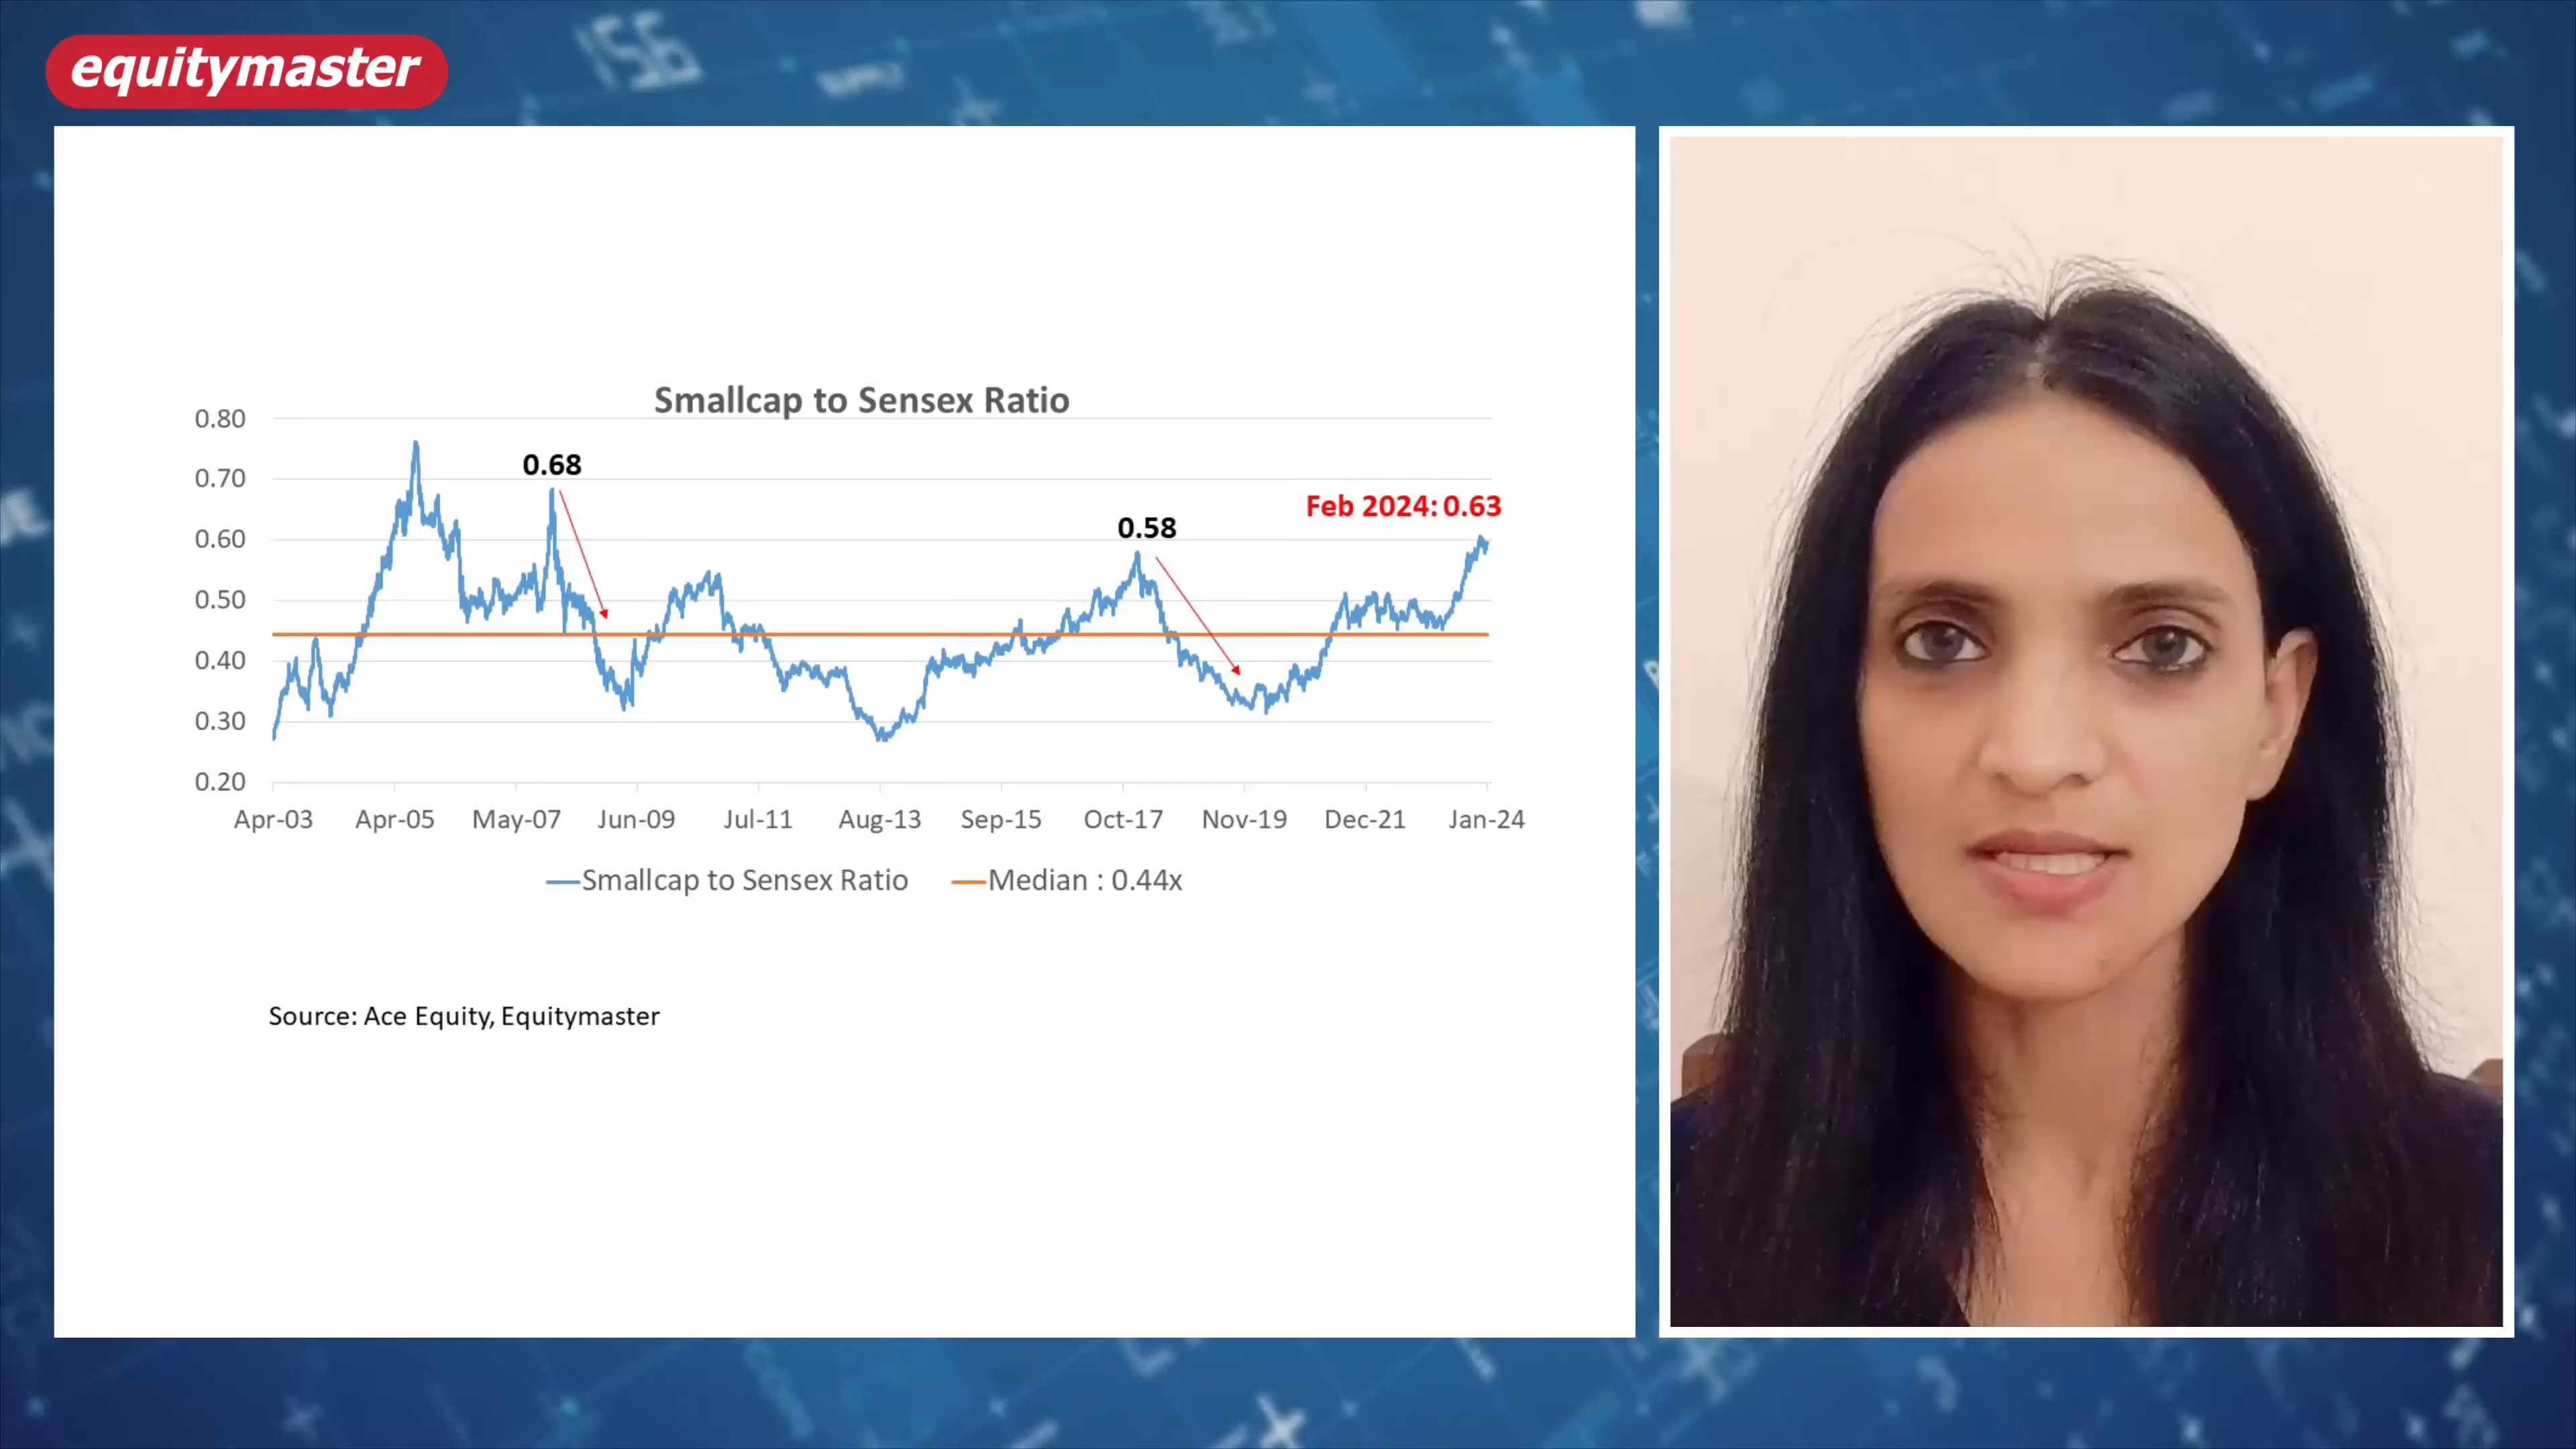 equitymaster
Smallcap to Sensex Ratio
0.80
0.70
0.60
0.50
0.40
0.30
0.20
0.68
0.58
Feb 2024: 0.63
Apr-03 Apr-05 May-07 Jun-09 Jul-11 Aug-13 Sep-15 Oct-17 Nov-19 Dec-21 Jan-24
Smallcap to Sensex Ratio Median : 0.44x
Source: Ace Equity, Equitymaster
156